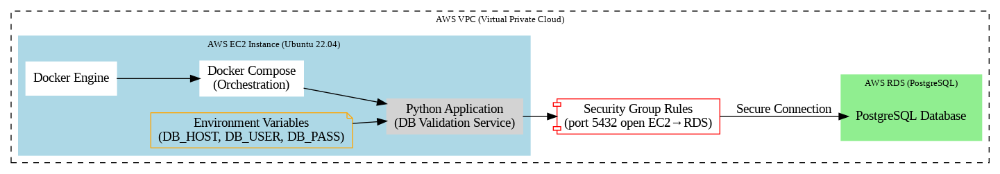 AWS VPC (Virtual Private Cloud)
AWS EC2 Instance (Ubuntu 22.04)
Docker Engine
Docker Compose
(Orchestration)
Environment Variables
(DB_HOST, DB_USER, DB_PASS)
Python Application
(DB Validation Service)
Security Group Rules
(port 5432 open EC2→RDS)
Secure Connection
AWS RDS (PostgreSQL)
PostgreSQL Database